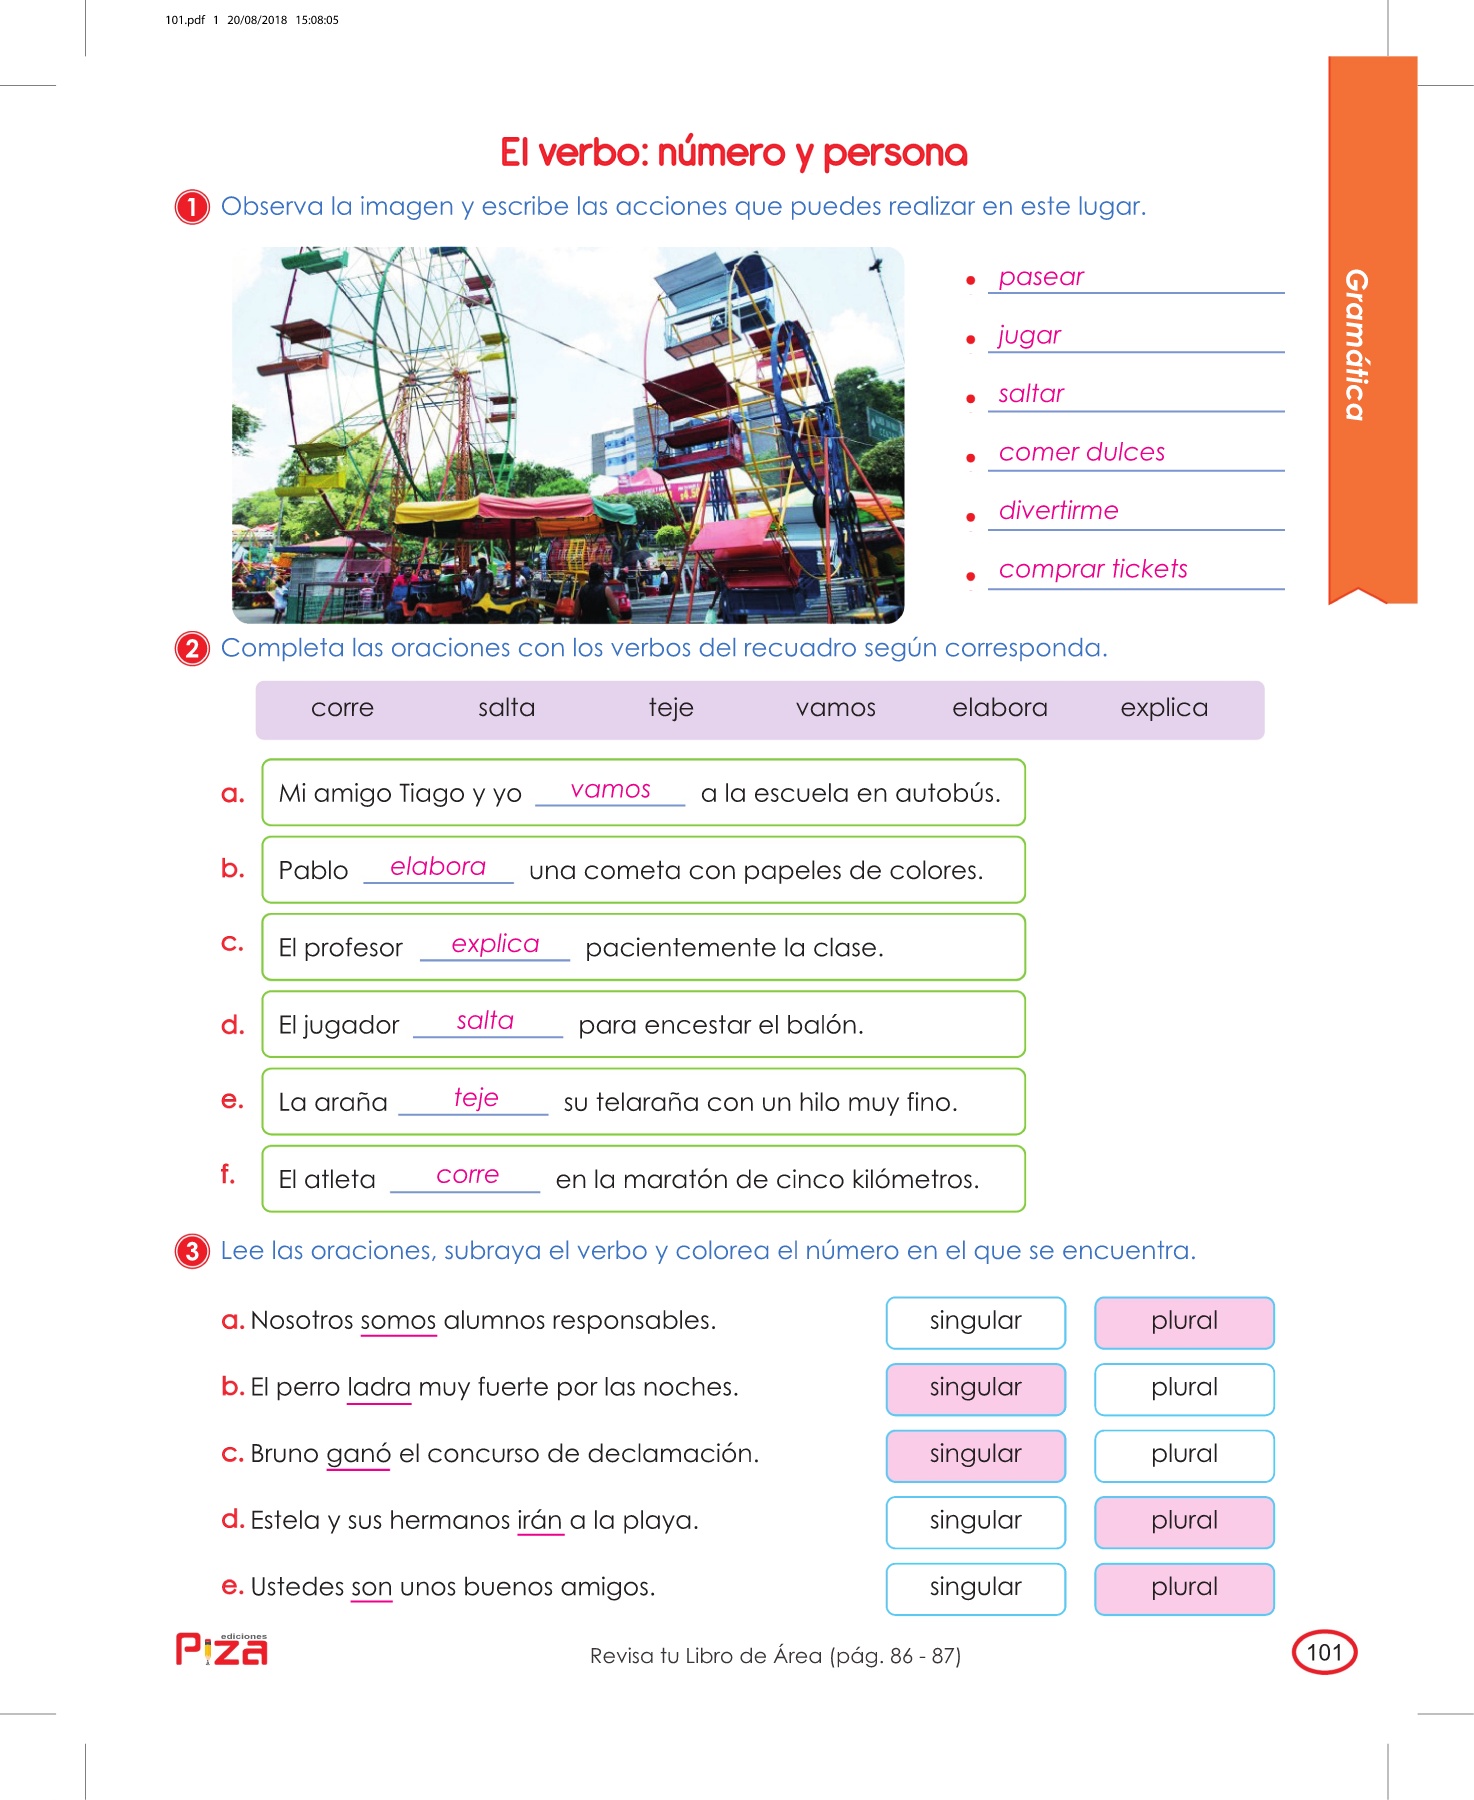 101.pdf 1 20/08/2018 15:08:05
El verbo: número y persona
1 Observa la imagen y escribe las acciones que puedes realizar en este lugar.
• pasear
• jugar
• saltar
• comer dulces
• divertirme
• comprar tickets
Gramática
2 Completa las oraciones con los verbos del recuadro según corresponda.
corre salta teje vamos elabora explica
a. Mi amigo Tiago y yo vamos a la escuela en autobús.
b. Pablo elabora una cometa con papeles de colores.
c. El profesor explica pacientemente la clase.
d. El jugador salta para encestar el balón.
e. La araña teje su telaraña con un hilo muy fino.
f. El atleta corre en la maratón de cinco kilómetros.
3 Lee las oraciones, subraya el verbo y colorea el número en el que se encuentra.
a. Nosotros somos alumnos responsables. singular plural
b. El perro ladra muy fuerte por las noches. singular plural
c. Bruno ganó el concurso de declamación. singular plural
d. Estela y sus hermanos irán a la playa. singular plural
e. Ustedes son unos buenos amigos. singular plural
ediciones
Piza
Revisa tu Libro de Área (pág. 86 - 87)
101